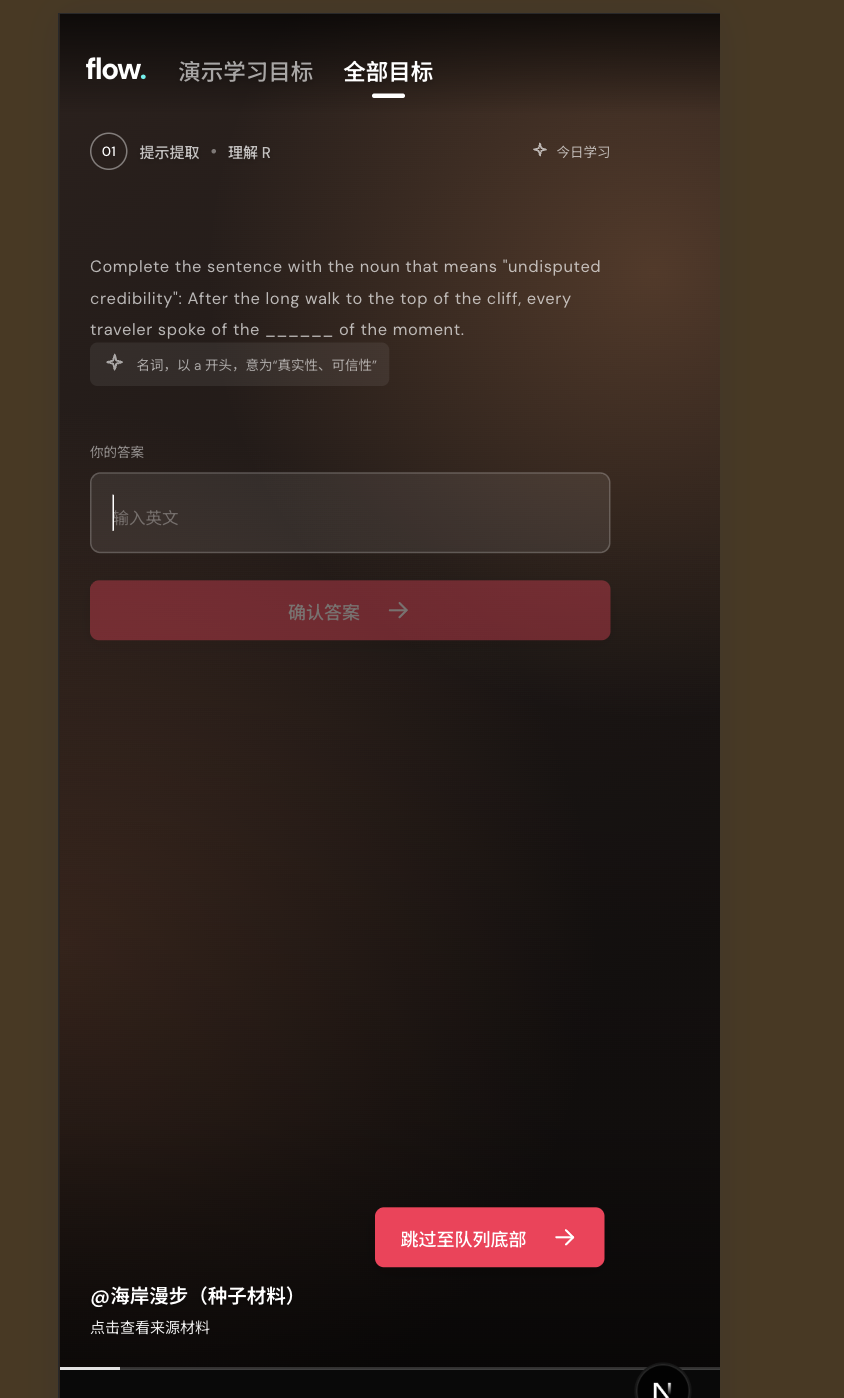 flow. 演示学习目标 全部目标
01 提示提取 • 理解 R 今日学习
Complete the sentence with the noun that means "undisputed
credibility": After the long walk to the top of the cliff, every
traveler spoke of the ______ of the moment.
名词，以 a 开头，意为“真实性、可信性”
你的答案
输入英文
确认答案 →
跳过至队列底部 →
@海岸漫步（种子材料）
点击查看来源材料
N